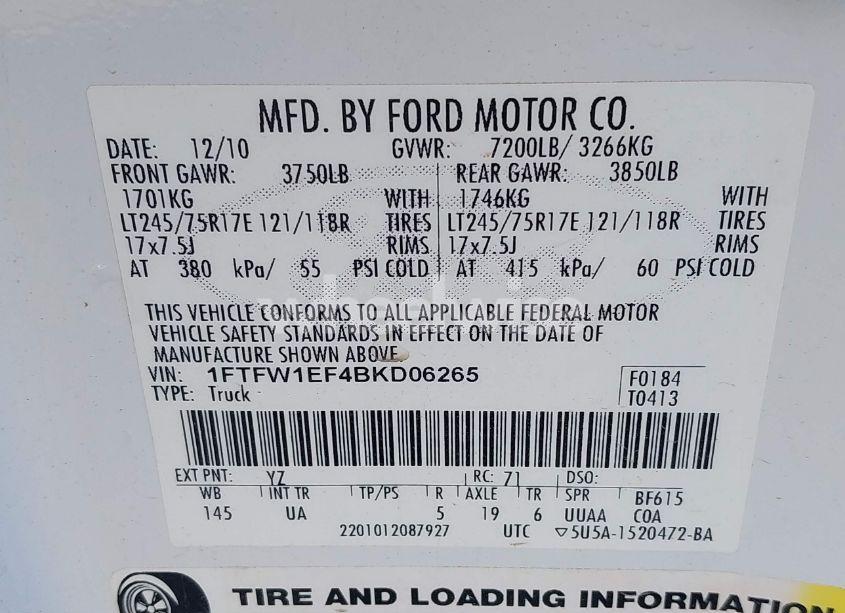 MFD. BY FORD MOTOR CO.
DATE: 12/10 GVWR: 7200LB/ 3266KG
FRONT GAWR: 3750LB REAR GAWR: 3850LB
1701KG WITH 1746KG WITH
LT245/75R17E 121/118R TIRES LT245/75R17E 121/118R TIRES
17x7.5J RIMS 17x7.5J RIMS
AT 380 kPa/ 55 PSI COLD AT 415 kPa/ 60 PSI COLD
THIS VEHICLE CONFORMS TO ALL APPLICABLE FEDERAL MOTOR
VEHICLE SAFETY STANDARDS IN EFFECT ON THE DATE OF
MANUFACTURE SHOWN ABOVE.
VIN: 1FTFW1EF4BKD06265 F0184
TYPE: Truck T0413
EXT PNT: YZ RC: 71 DSO:
WB INT TR TP/PS R AXLE TR SPR BF615
145 UA 5 19 6 UUAA COA
2201012087927 UTC ▽5U5A-1520472-BA
TIRE AND LOADING INFORMATION